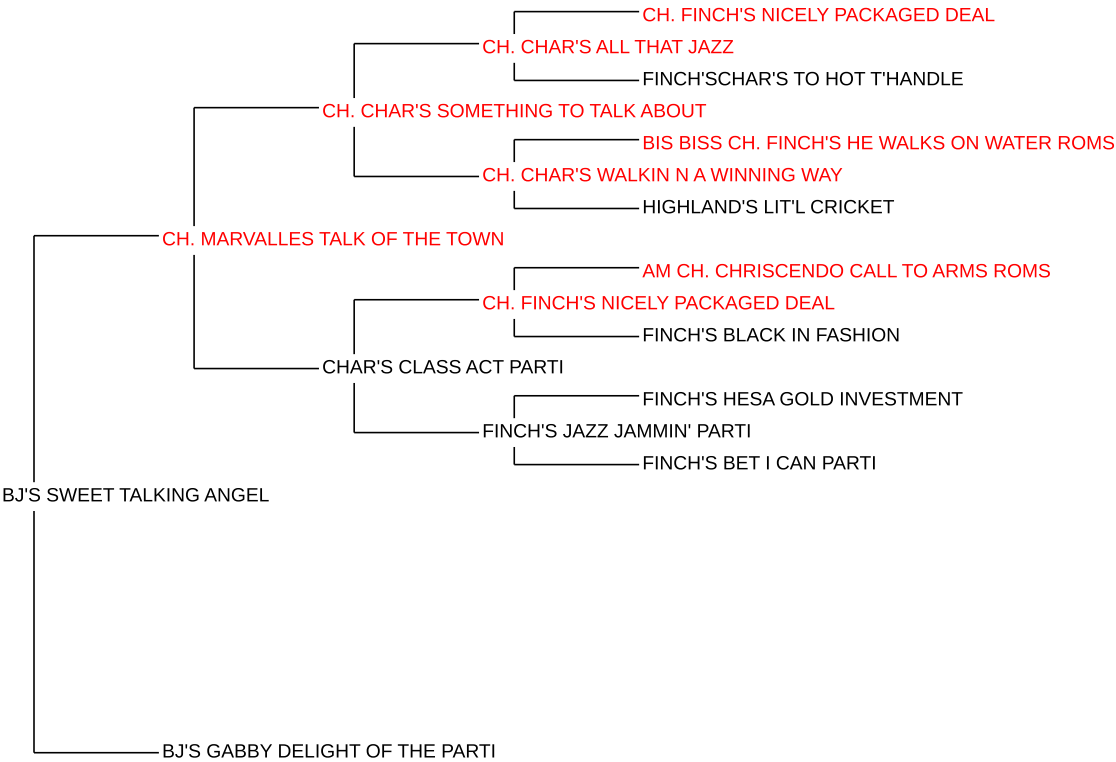 CH. FINCH'S NICELY PACKAGED DEAL
CH. CHAR'S ALL THAT JAZZ
FINCH'SCHAR'S TO HOT T'HANDLE
CH. CHAR'S SOMETHING TO TALK ABOUT
BIS BISS CH. FINCH'S HE WALKS ON WATER ROMS
CH. CHAR'S WALKIN N A WINNING WAY
HIGHLAND'S LIT'L CRICKET
CH. MARVALLES TALK OF THE TOWN
AM CH. CHRISCENDO CALL TO ARMS ROMS
CH. FINCH'S NICELY PACKAGED DEAL
FINCH'S BLACK IN FASHION
CHAR'S CLASS ACT PARTI
FINCH'S HESA GOLD INVESTMENT
FINCH'S JAZZ JAMMIN' PARTI
FINCH'S BET I CAN PARTI
BJ'S SWEET TALKING ANGEL
BJ'S GABBY DELIGHT OF THE PARTI